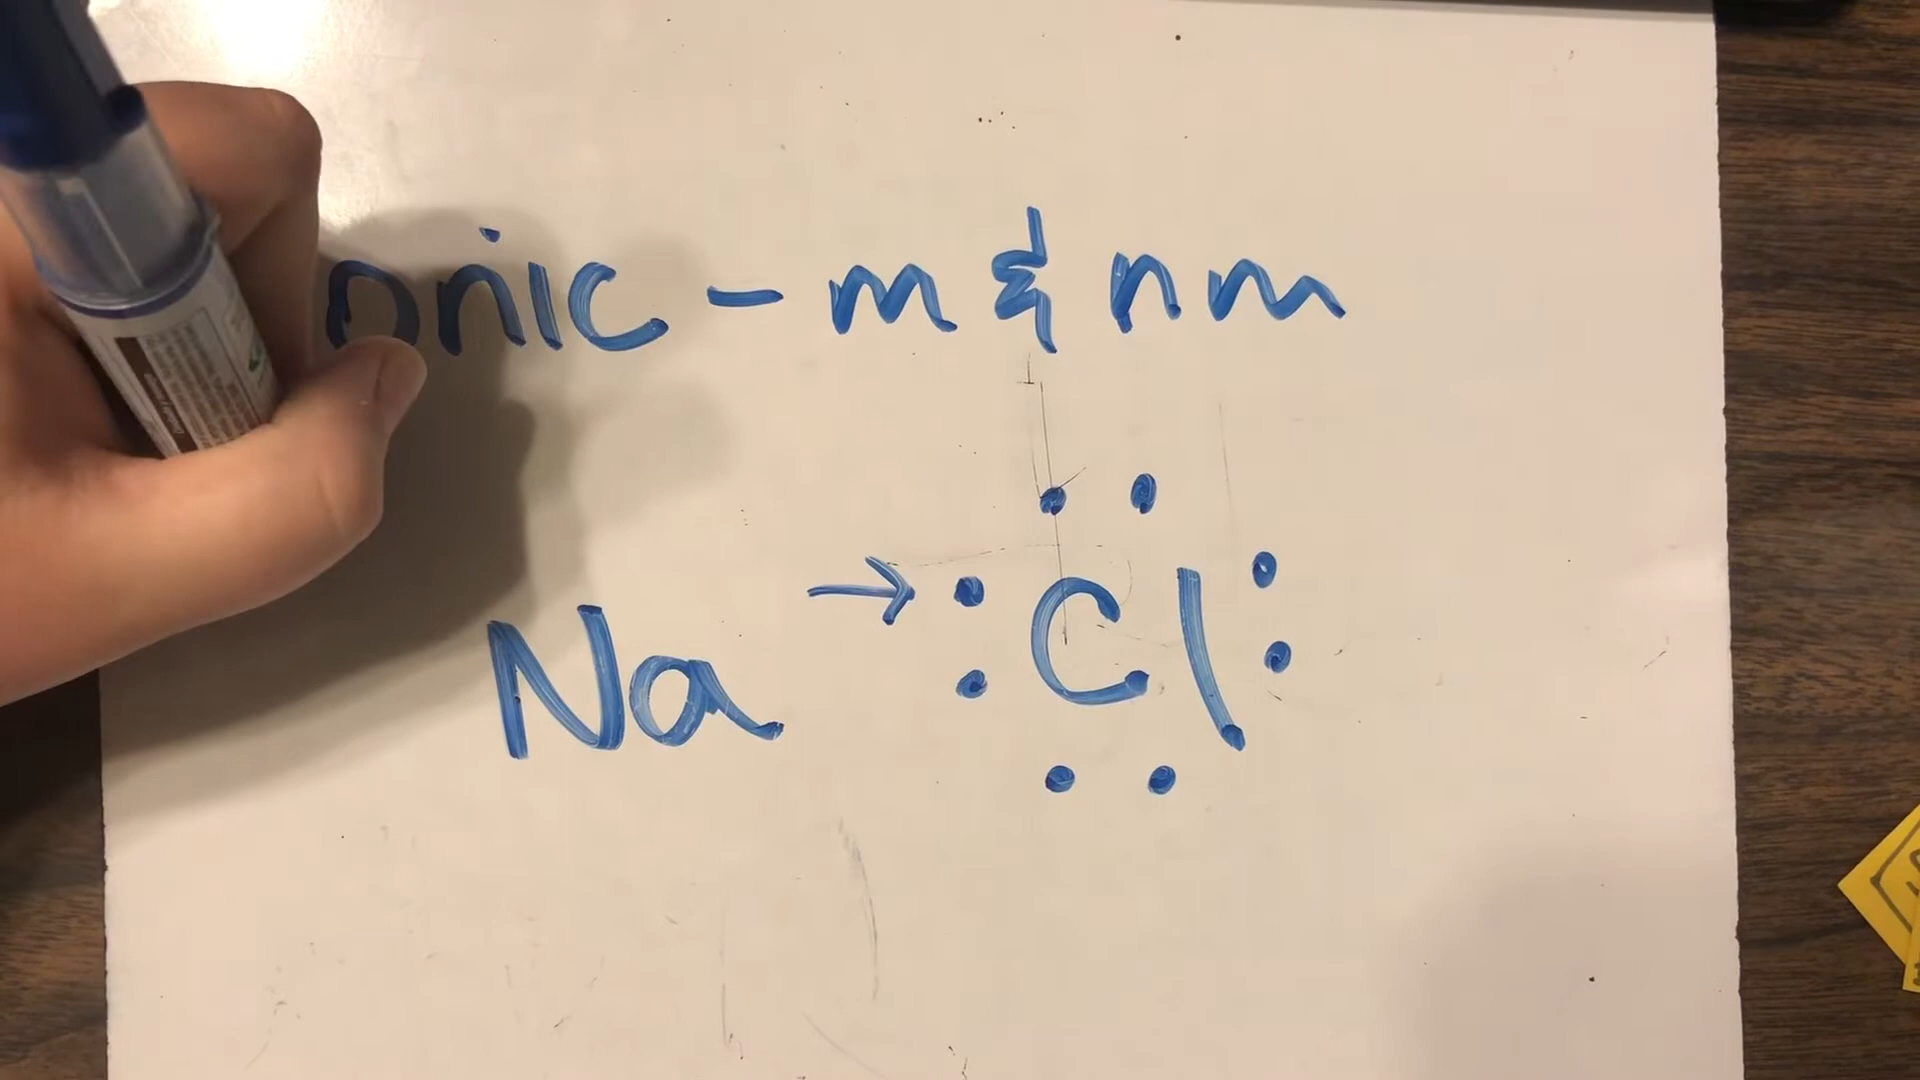 onic - m & nm
Na → Cl